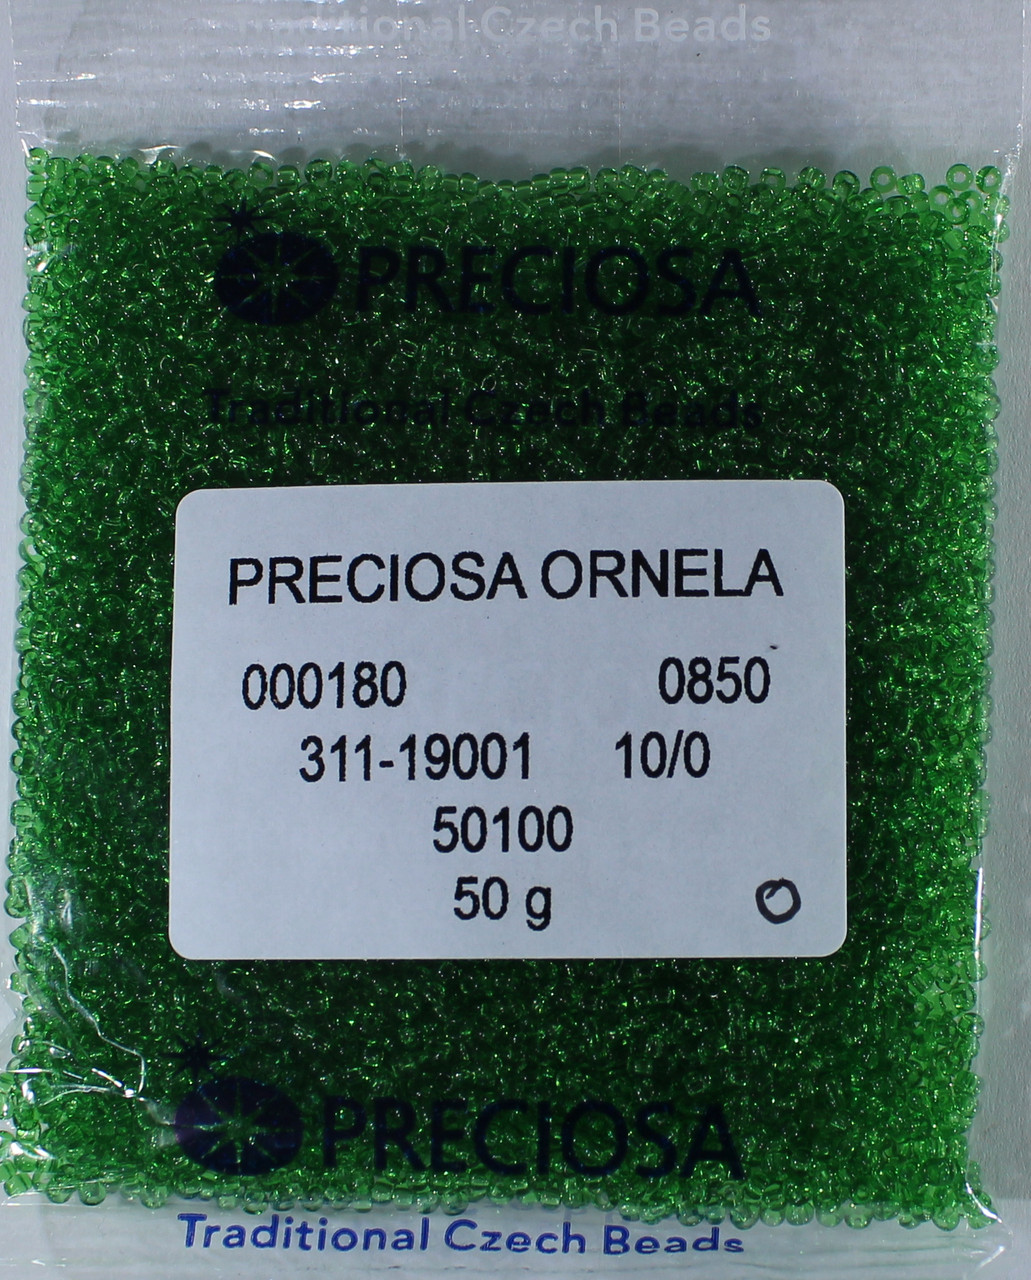 Traditional Czech Beads
PRECIOSA
Traditional Czech Beads
PRECIOSA ORNELA
000180 0850
311-19001 10/0
50100
50 g
PRECIOSA
Traditional Czech Beads